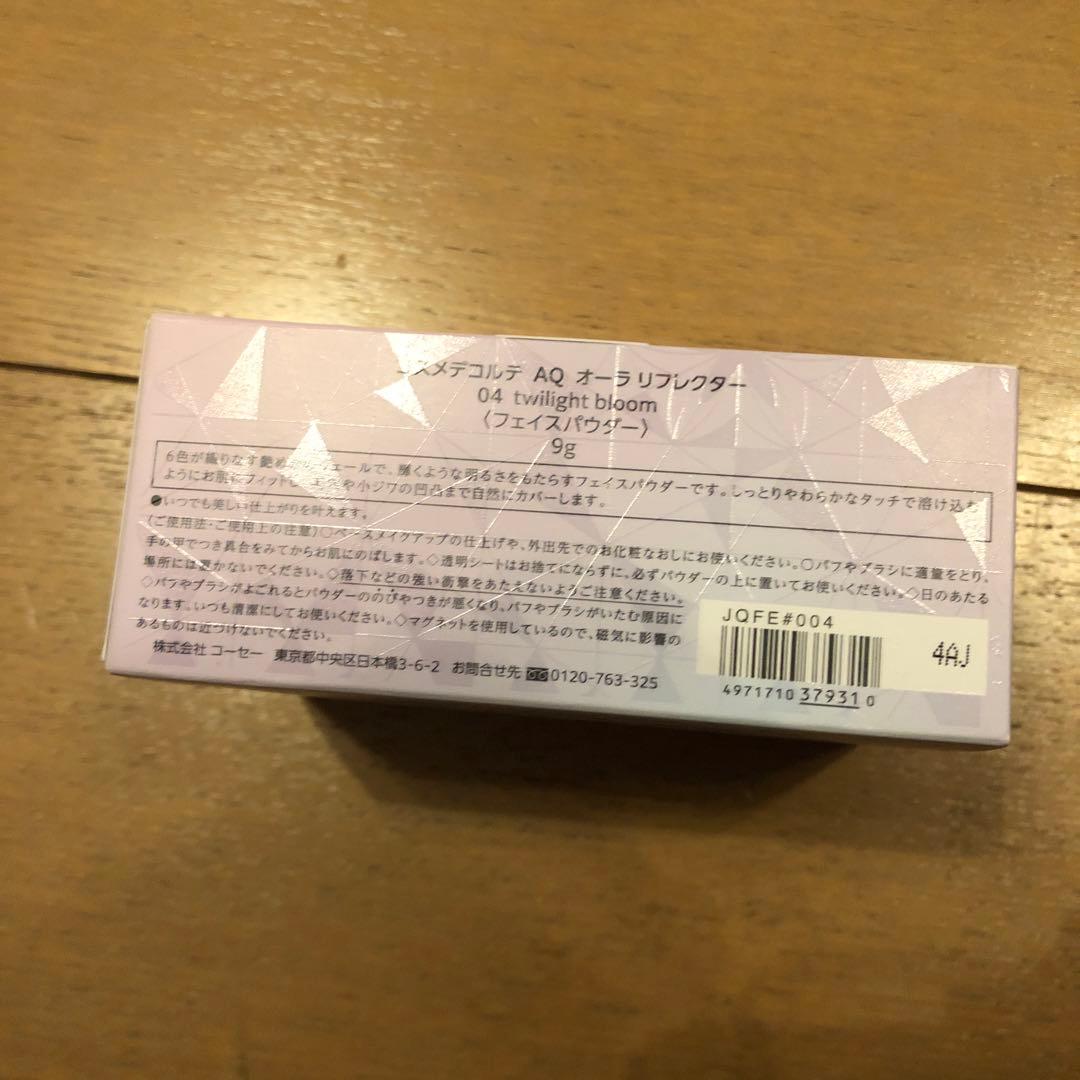 コスメデコルテ AQ オーラ リフレクター
04 twilight bloom
〈フェイスパウダー〉
9g
6色が織りなす艶めヴェールで、輝くような明るさをもたらすフェイスパウダーです。しっとりやわらかなタッチで溶け込む
ようにお肌にフィットし、毛穴や小ジワの凹凸まで自然にカバーします。
●いつでも美しい仕上がりを叶えます。
〈ご使用法・ご使用上の注意〉○ベースメイクアップの仕上げや、外出先でのお化粧なおしにお使いください。○パフやブラシに適量をとり、
手の甲でつき具合をみてからお肌にのばします。◇透明シートはお捨てにならずに、必ずパウダーの上に置いてお使いください。◇日のあたる
場所には置かないでください。◇落下などの強い衝撃をあたえないようご注意ください。
◇パフやブラシがよごれるとパウダーののびやつきが悪くなり、パフやブラシがいたむ原因に
なります。いつも清潔にしてお使いください。◇マグネットを使用しているので、磁気に影響の
あるものは近づけないでください。
株式会社 コーセー 東京都中央区日本橋3-6-2 お問合せ先 0120-763-325
JQFE#004
4AJ
4971710 37931 0